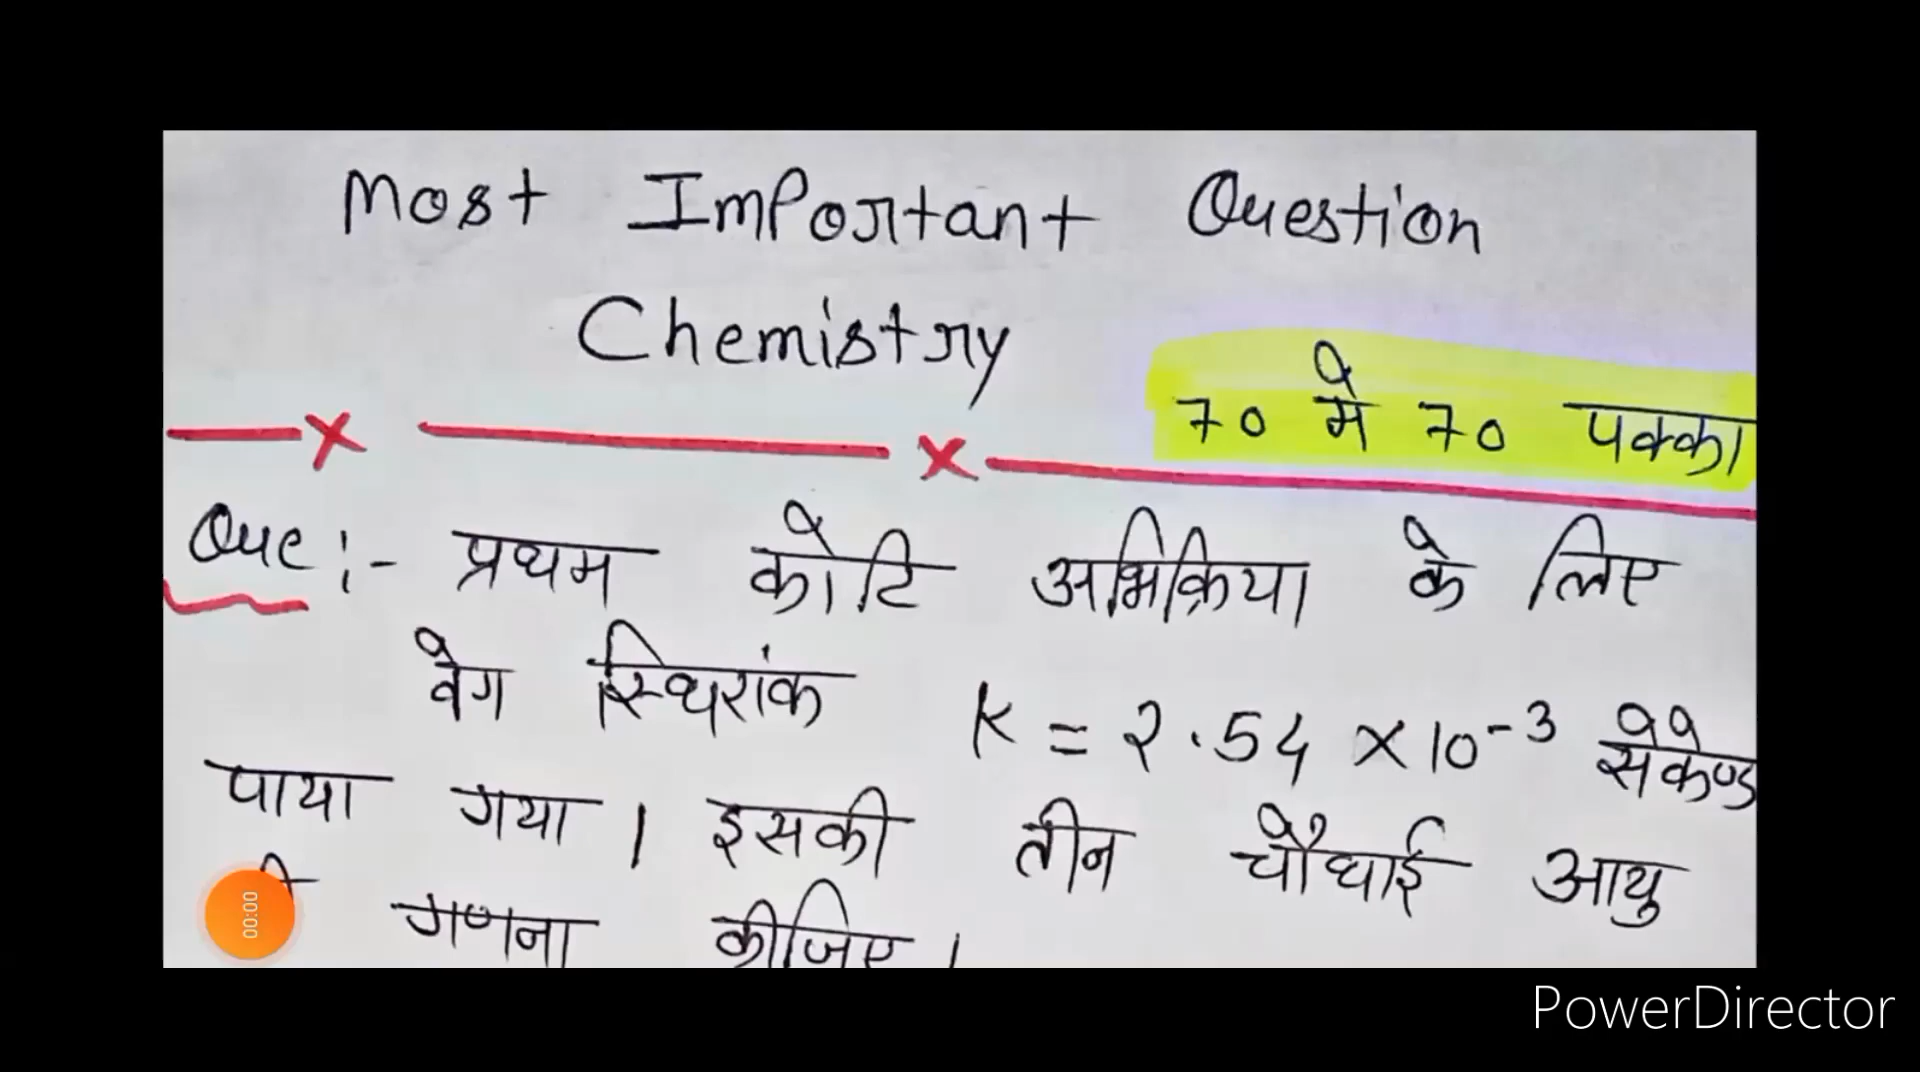 Most Important Question
Chemistry
70 मे 70 पक्का
Que :- प्रथम कोटि अभिक्रिया के लिए
वेग स्थिरांक K = 2.54 × 10⁻³ सेकेण्ड
पाया गया । इसकी तीन चौथाई आयु
गणना कीजिए ।
00:00
PowerDirector